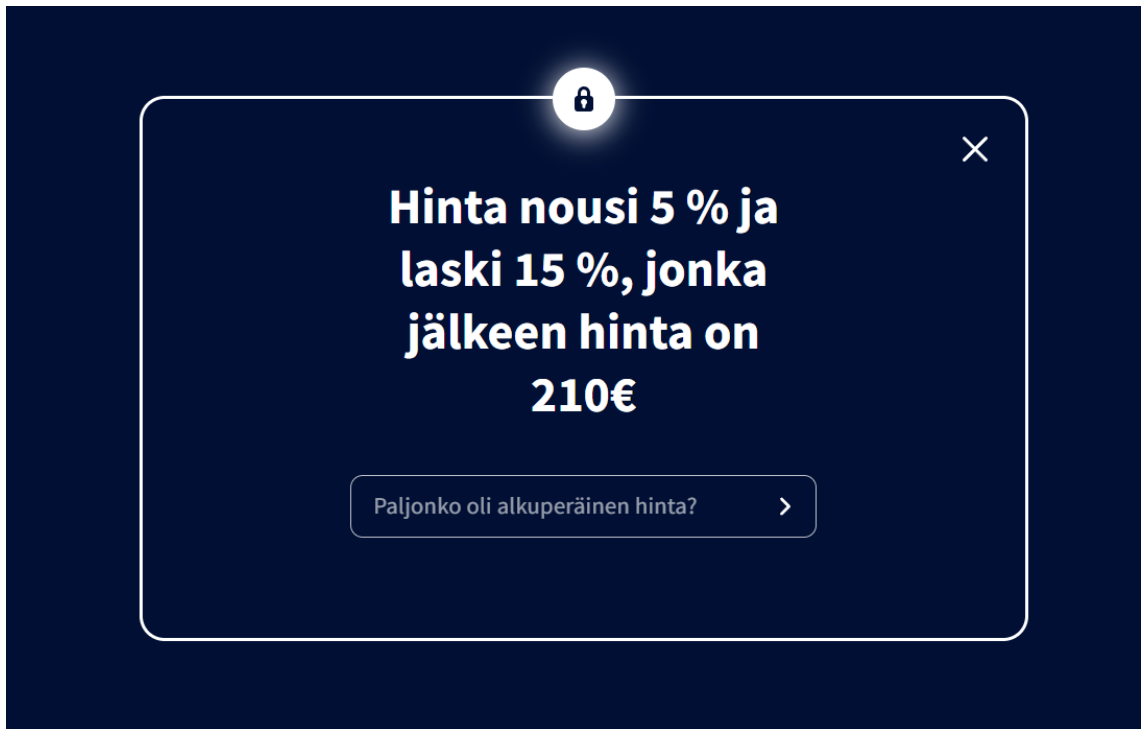 Hinta nousi 5 % ja
laski 15 %, jonka
jälkeen hinta on
210€
Paljonko oli alkuperäinen hinta?